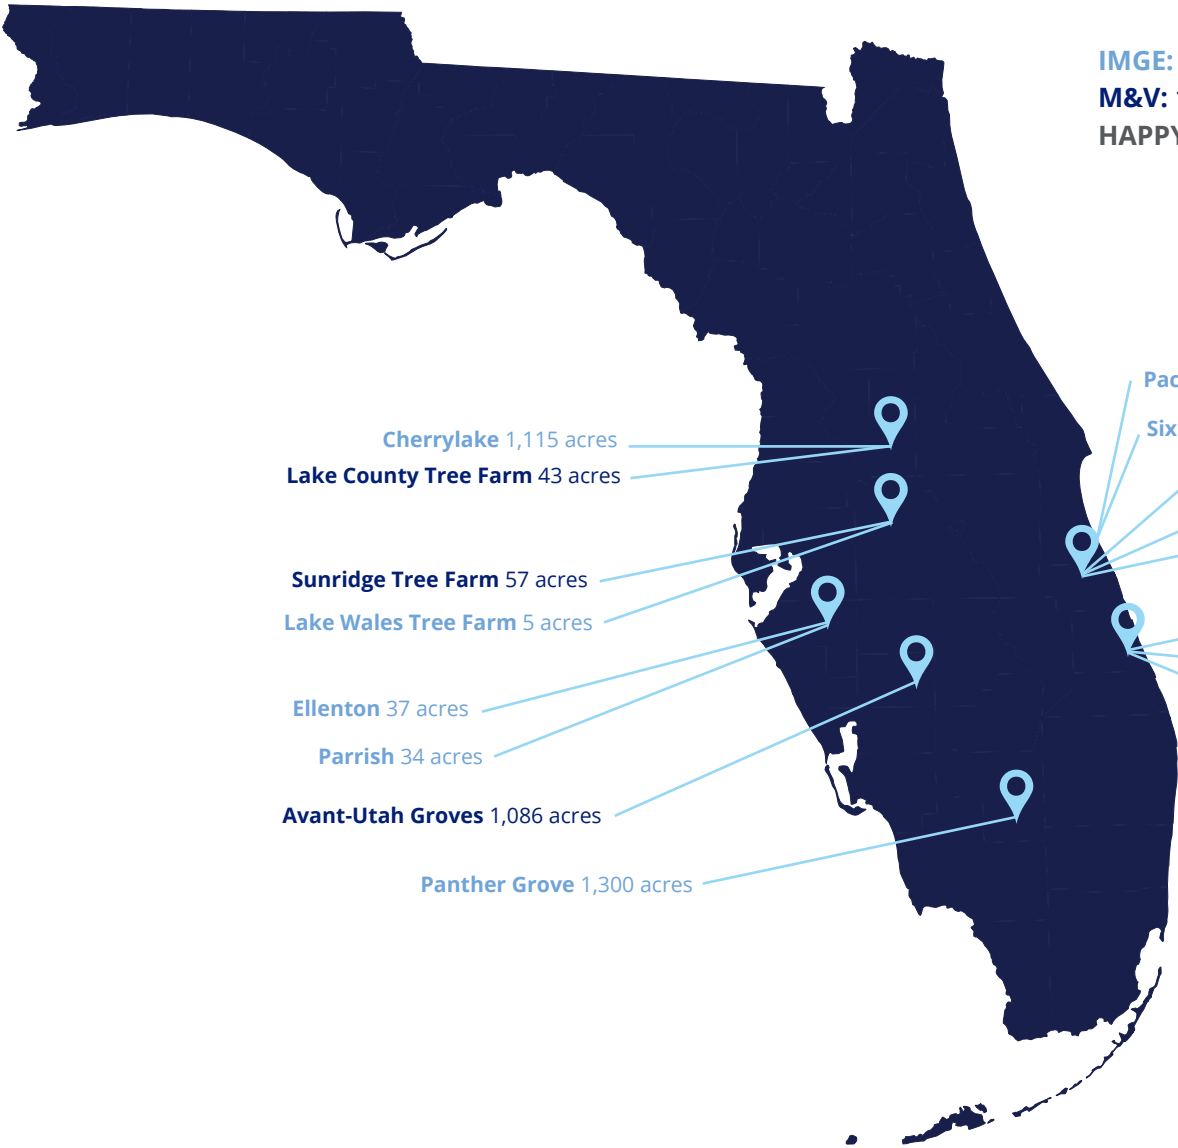 IMGE:
M&V:
Cherrylake 1,115 acres
Lake County Tree Farm 43 acres
Sunridge Tree Farm 57 acres
Lake Wales Tree Farm 5 acres
Ellenton 37 acres
Parrish 34 acres
Avant-Utah Groves 1,086 acres
Panther Grove 1,300 acres
HAPPY
Pac
Six